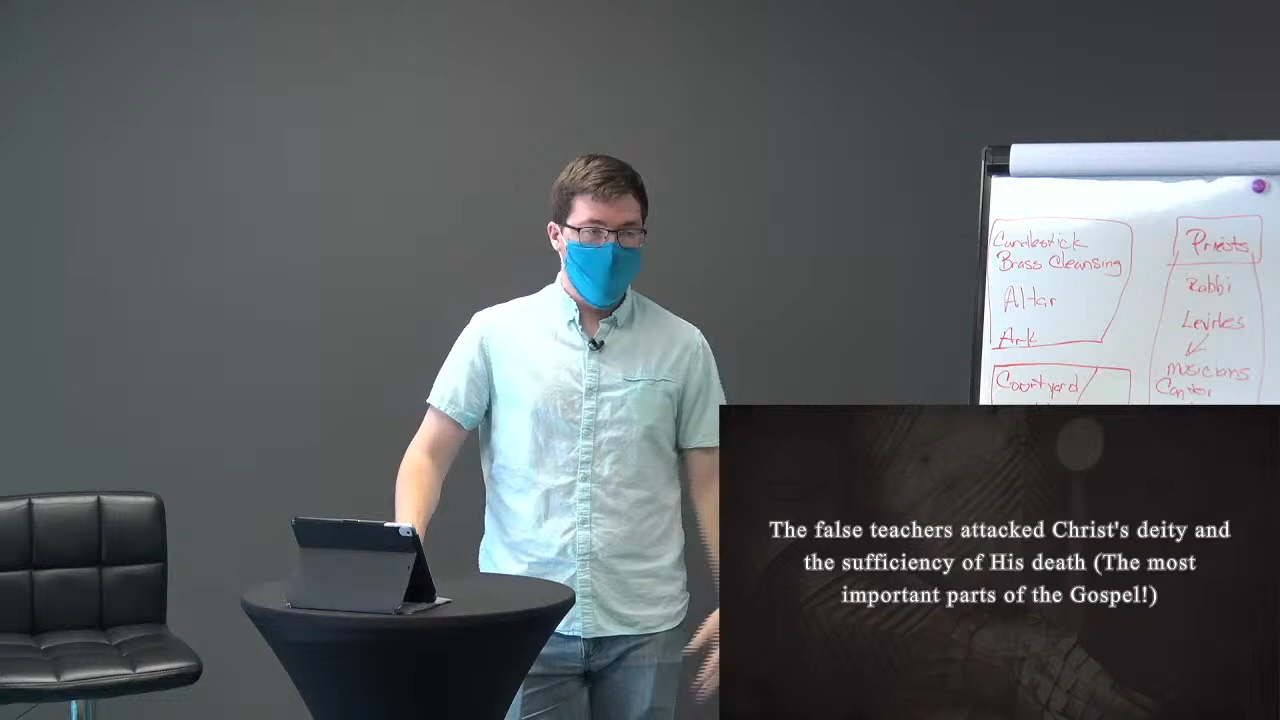 Candlestick
Brass Cleansing
Altar
Ark
Courtyard
Priests
Rabbi
Levites
Musicians
Cantor
The false teachers attacked Christ's deity and
the sufficiency of His death (The most
important parts of the Gospel!)